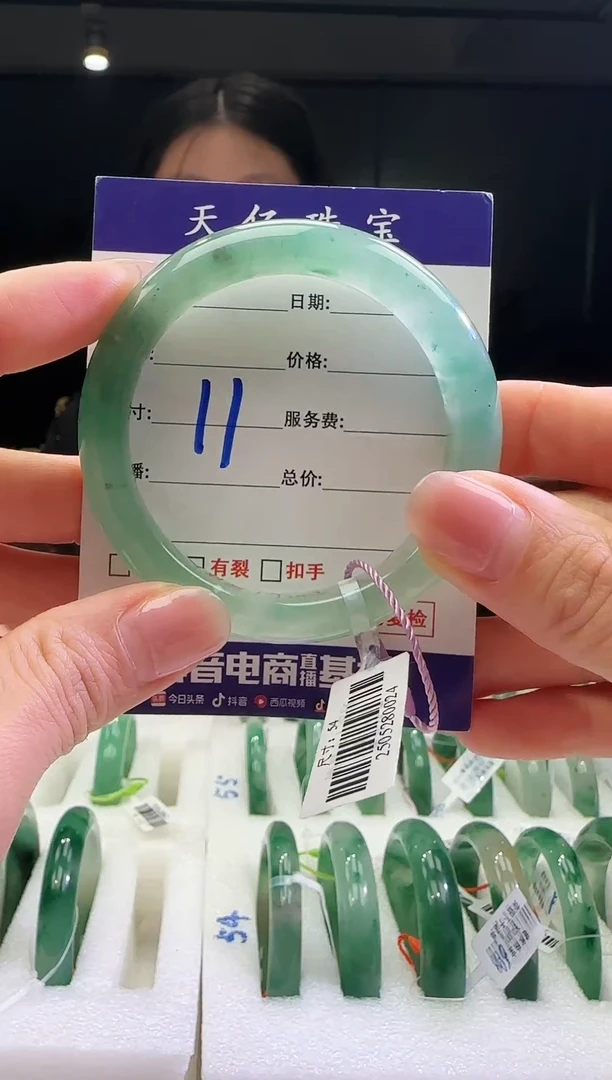 天亿珠宝
日期:
价格:
寸: 11 服务费:
播: 总价:
有裂 扣手
复检
音电商直播基
今日头条 抖音 西瓜视频
尺寸: 54
2505280024
55
54